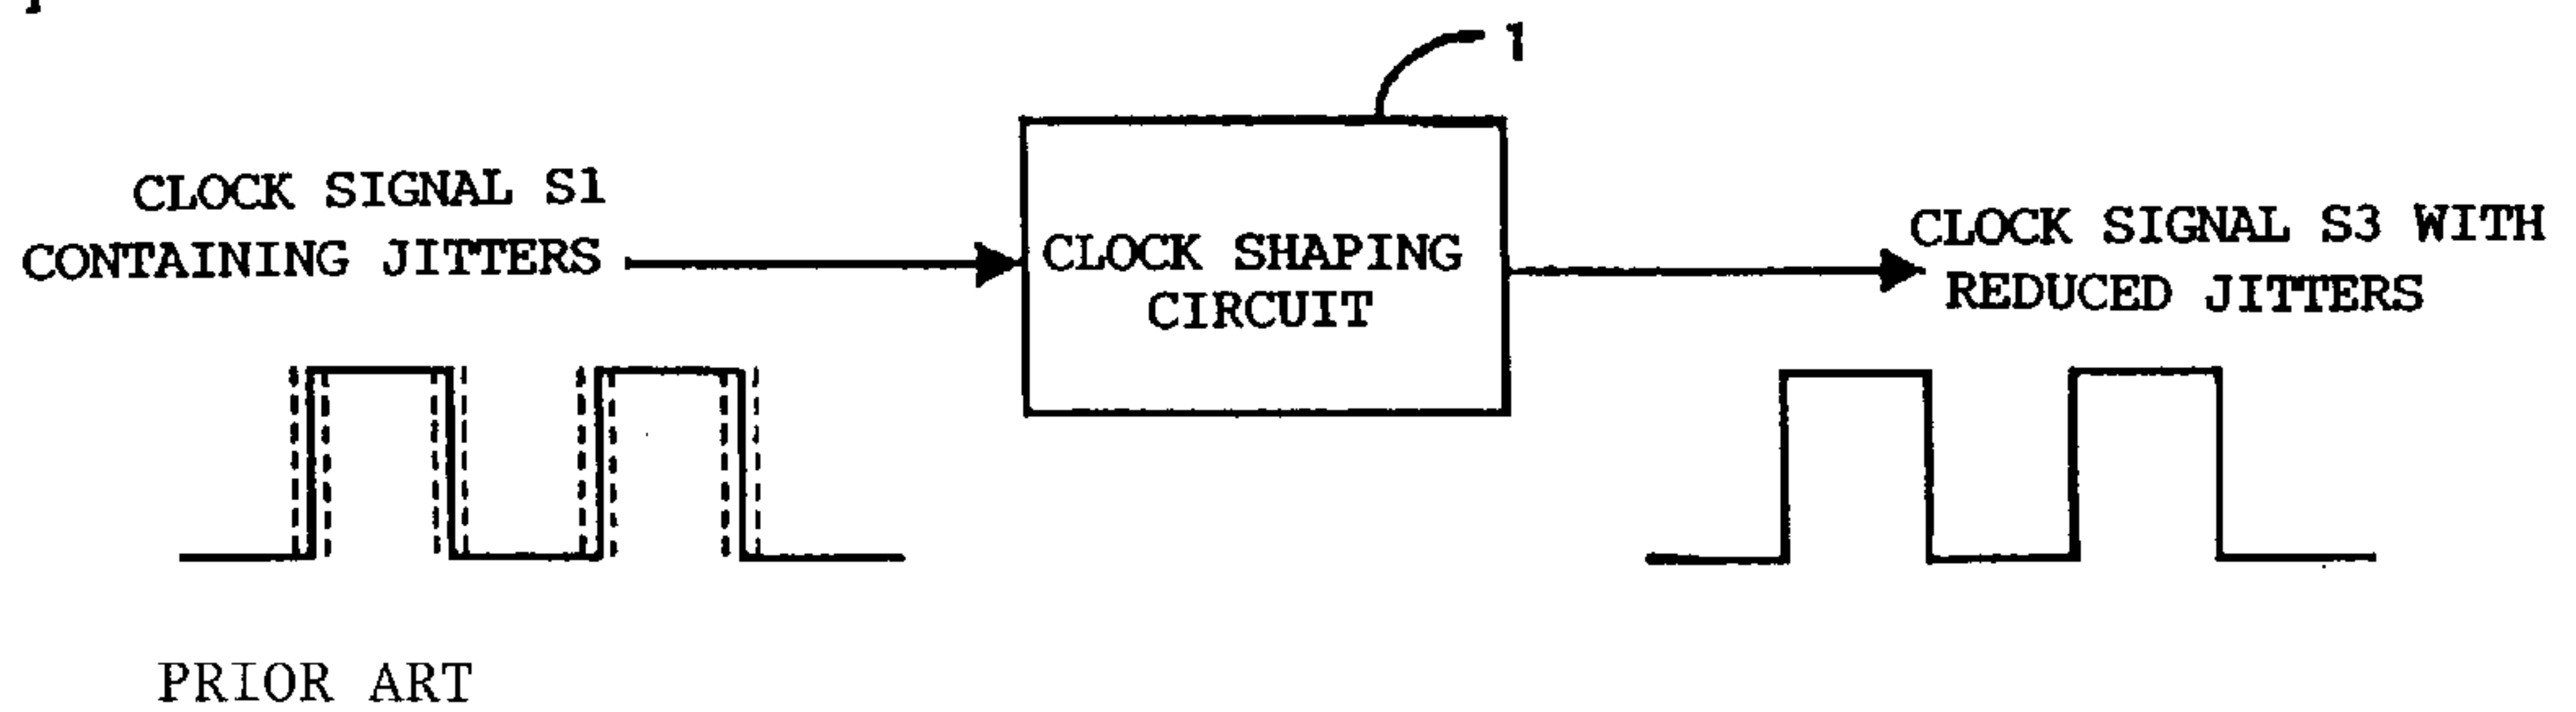 1
CLOCK SIGNAL S1
CONTAINING JITTERS
CLOCK SHAPING
CIRCUIT
CLOCK SIGNAL S3 WITH
REDUCED JITTERS
PRIOR ART